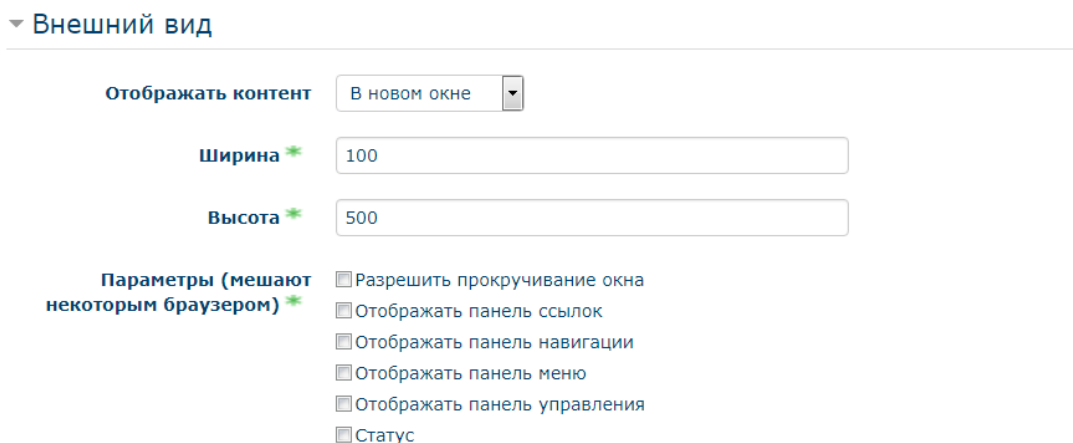 Внешний вид
Отображать контент В новом окне
Ширина 100
Высота 500
Параметры (мешают
некоторым браузером)
Разрешить прокручивание окна
Отображать панель ссылок
Отображать панель навигации
Отображать панель меню
Отображать панель управления
Статус